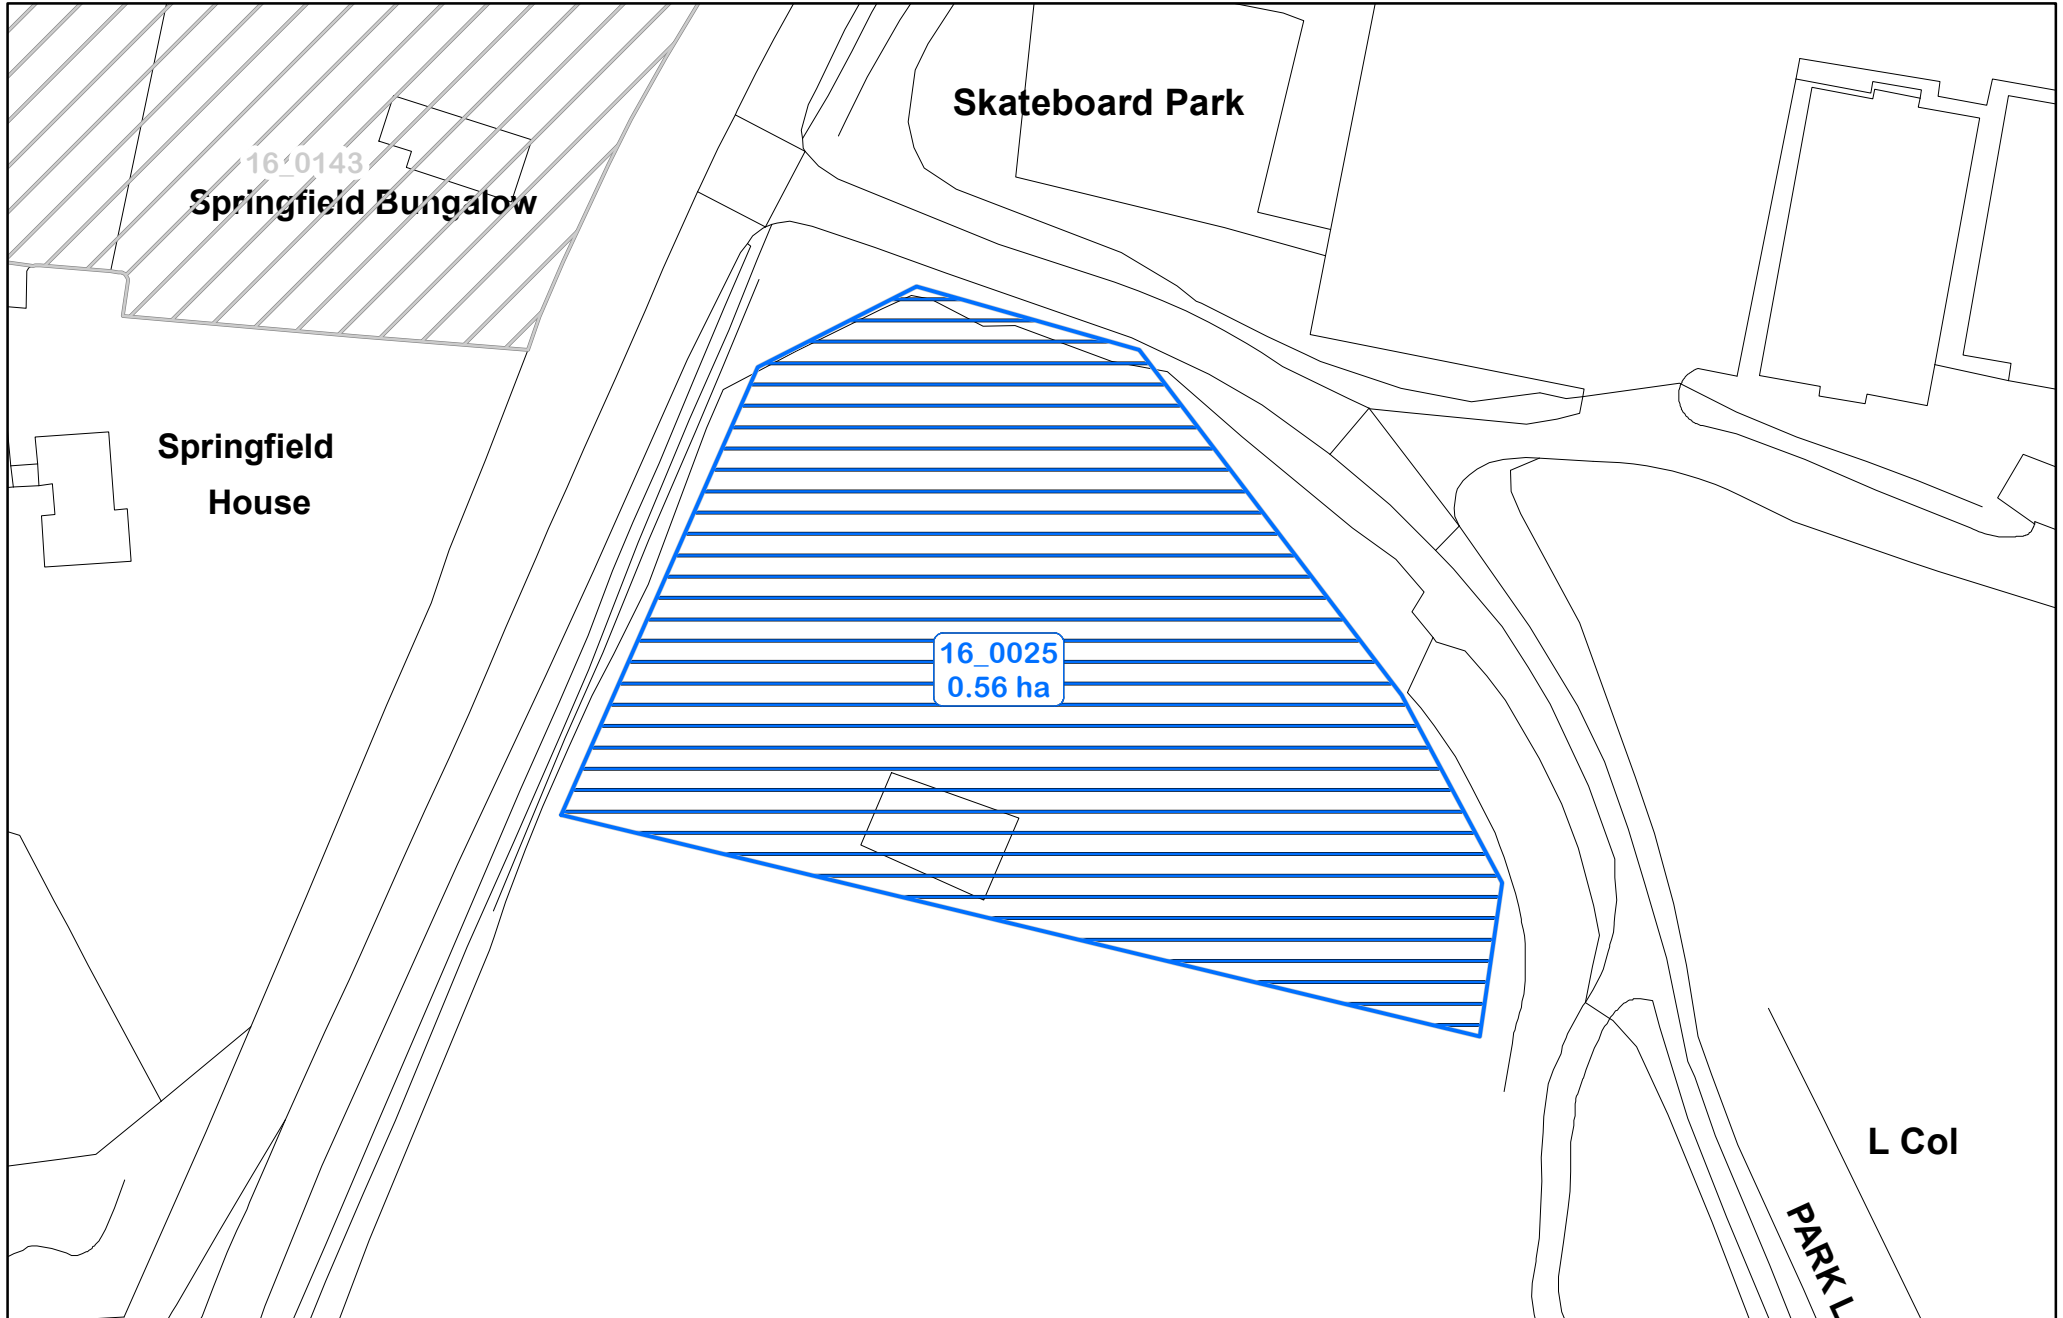 Skateboard Park
16_0143
Springfield Bungalow
Springfield
House
16_0025
0.56 ha
L Col
PARK L